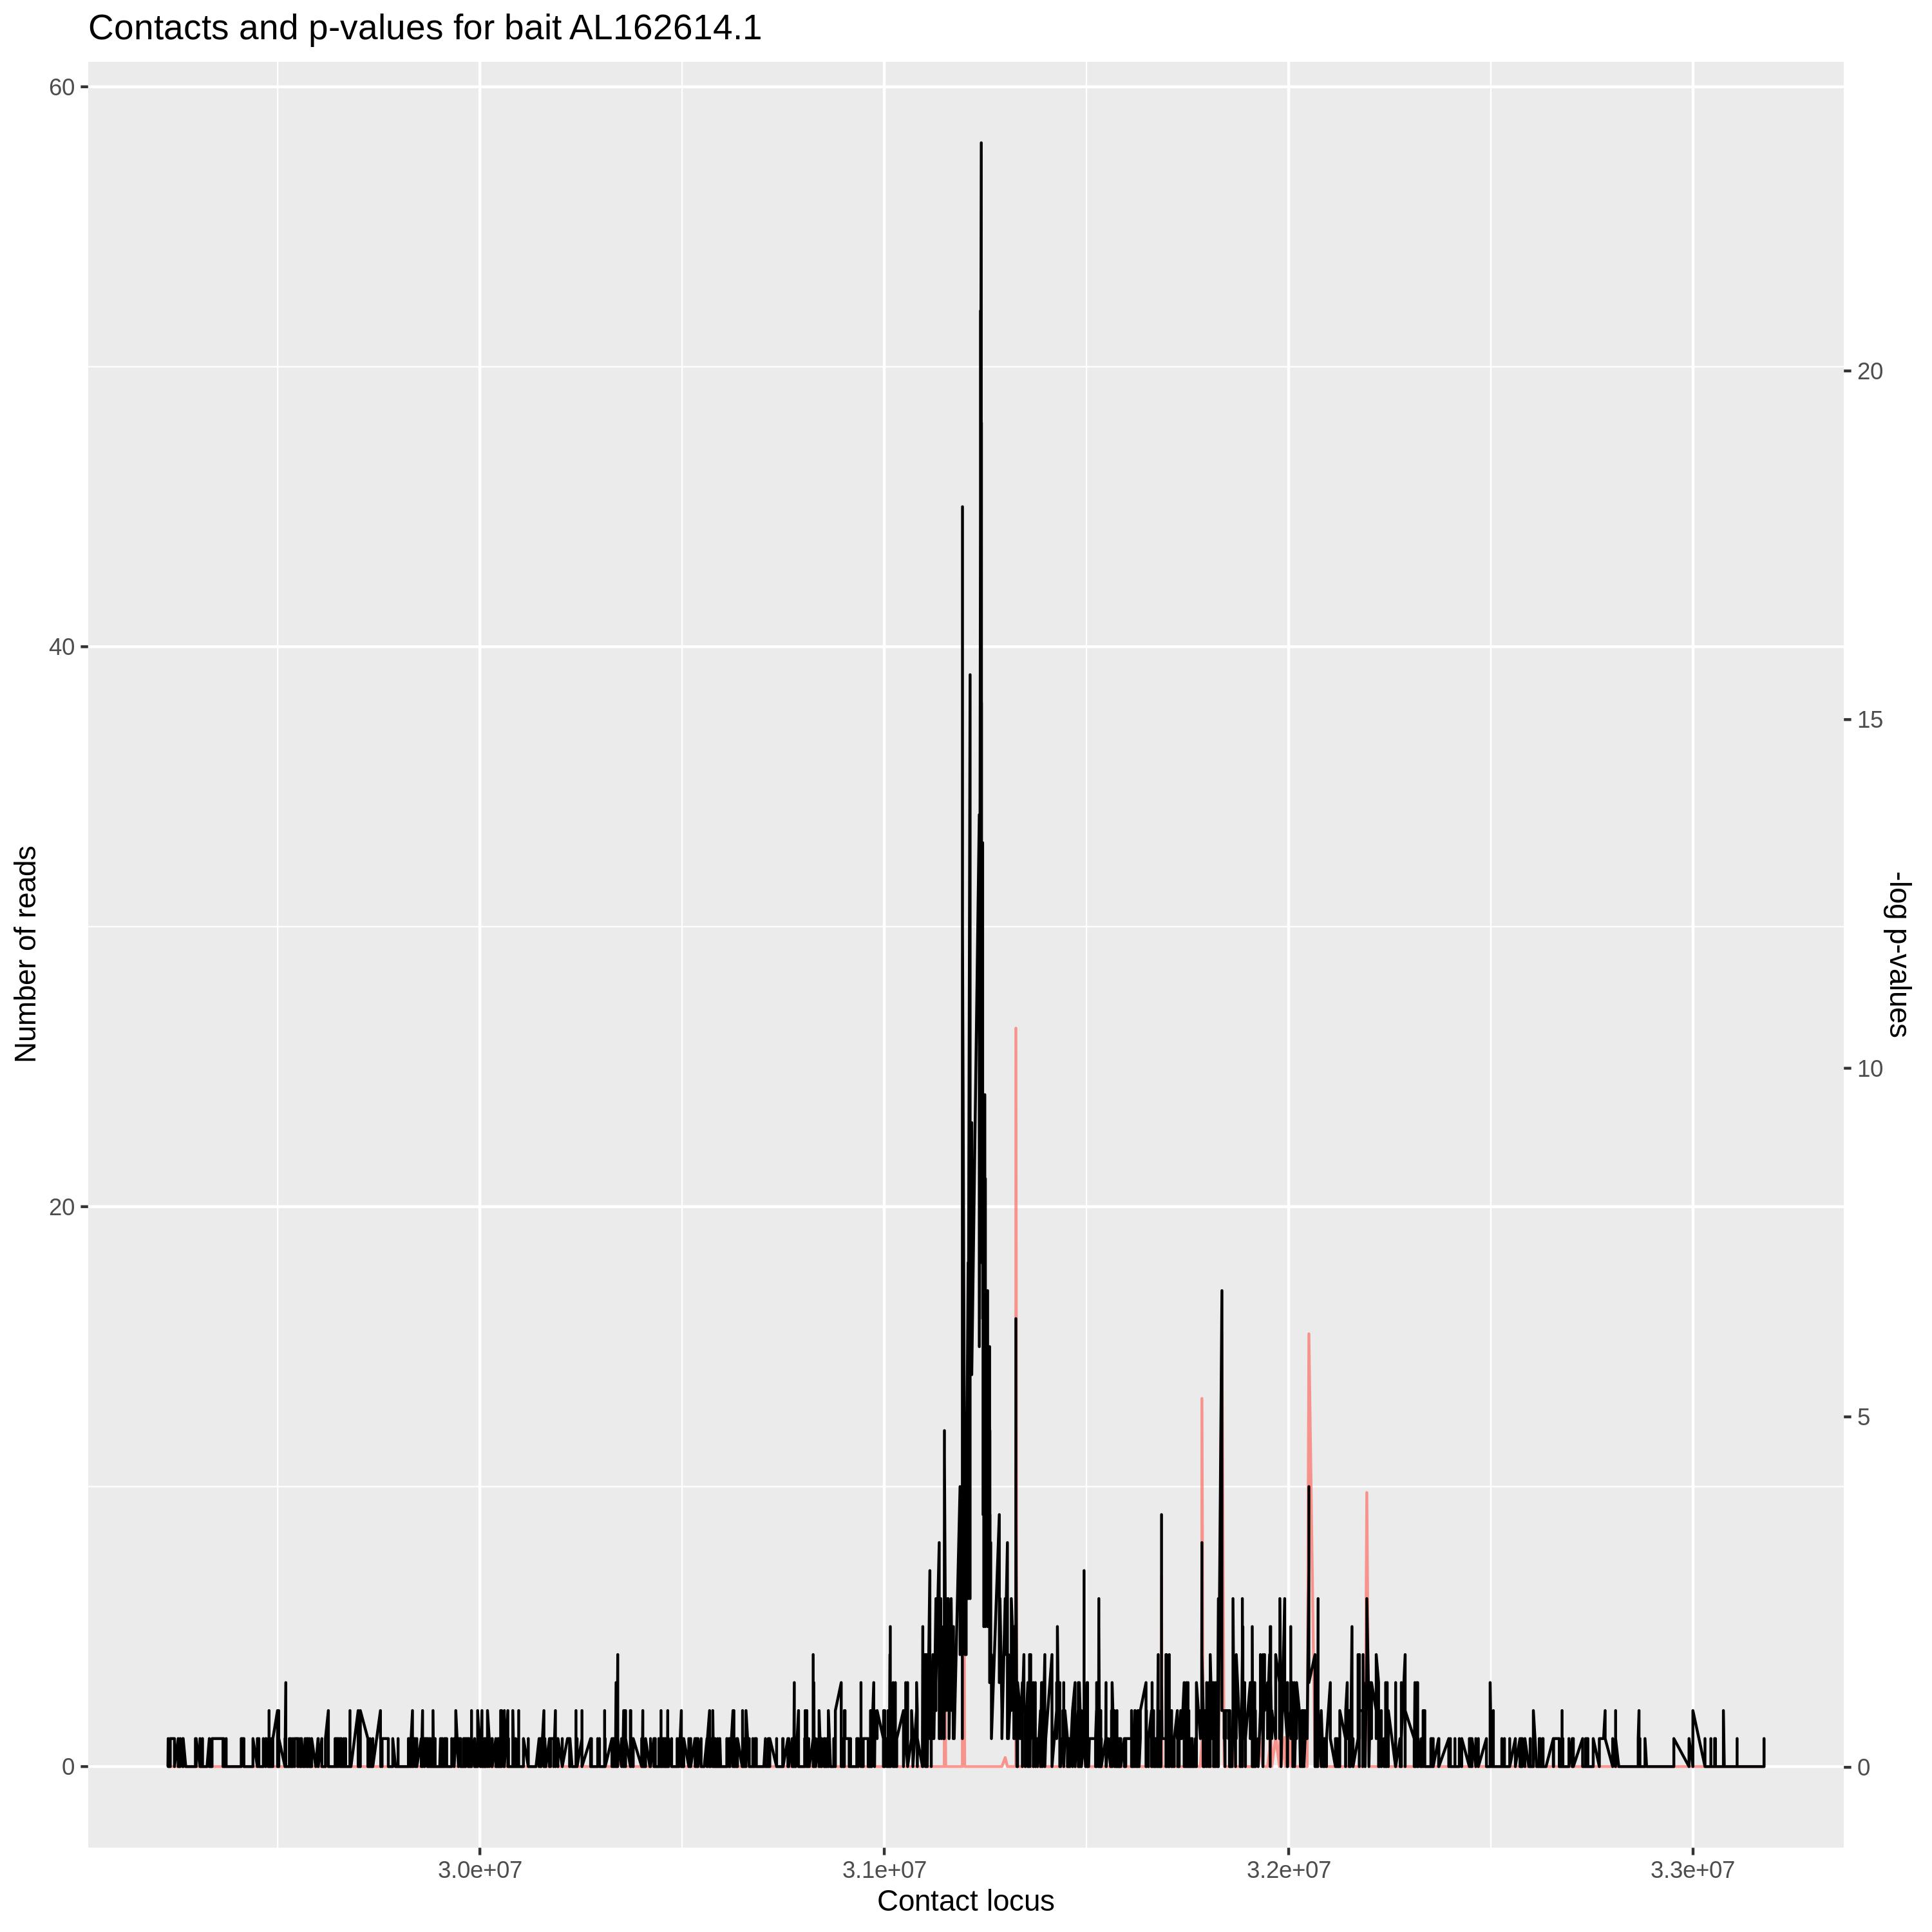 Contacts and p-values for bait AL162614.1
60
40
20
0
Number of reads
20
15
10
5
0
-log p-values
3.0e+07 3.1e+07 3.2e+07 3.3e+07
Contact locus